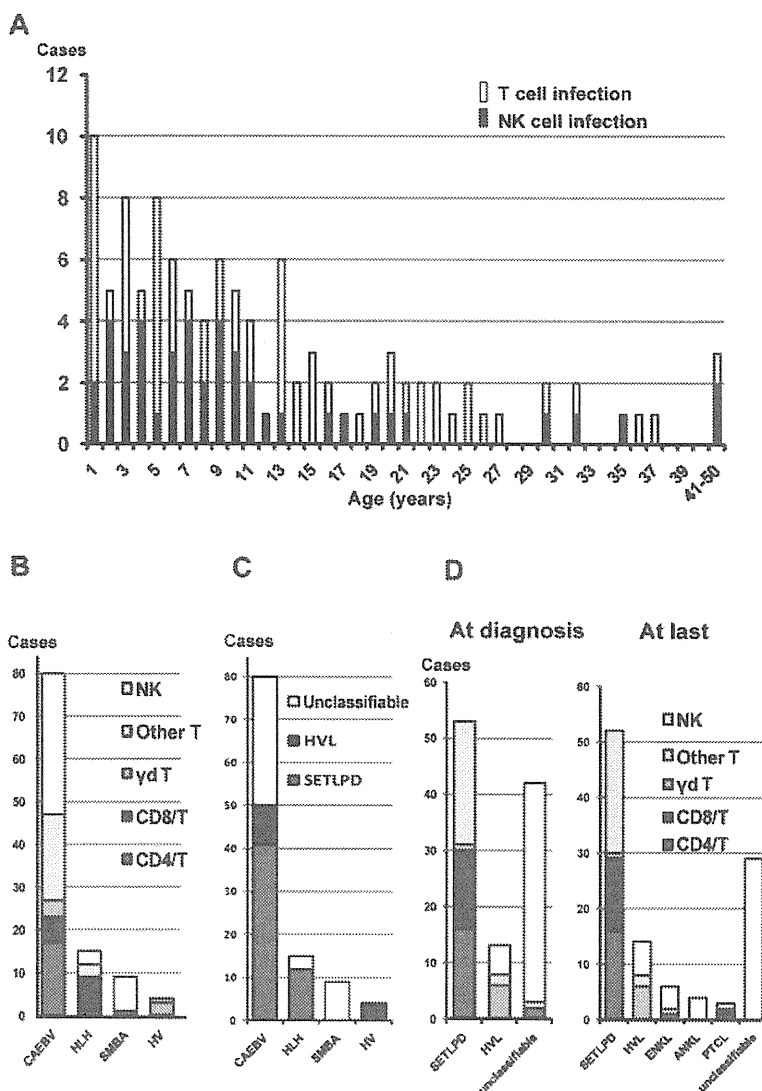 A
Cases
12
10
8
6
4
2
0
T cell infection
NK cell infection
1 3 5 7 9 11 13 15 17 19 21 23 25 27 29 31 33 35 37 39 41-50
Age (years)
B
Cases
80
70
60
50
40
30
20
10
0
NK
Other T
γd T
CD8/T
CD4/T
CAEBV HLH SMBA HV
C
Cases
80
70
60
50
40
30
20
10
0
Unclassifiable
HVL
SETLPD
CAEBV HLH SMBA HV
D
At diagnosis
Cases
60
50
40
30
20
10
0
SETLPD HVL unclassifiable
At last
60
50
40
30
20
10
0
NK
Other T
γd T
CD8/T
CD4/T
SETLPD HVL ENKL ANKL PTCL unclassifiable